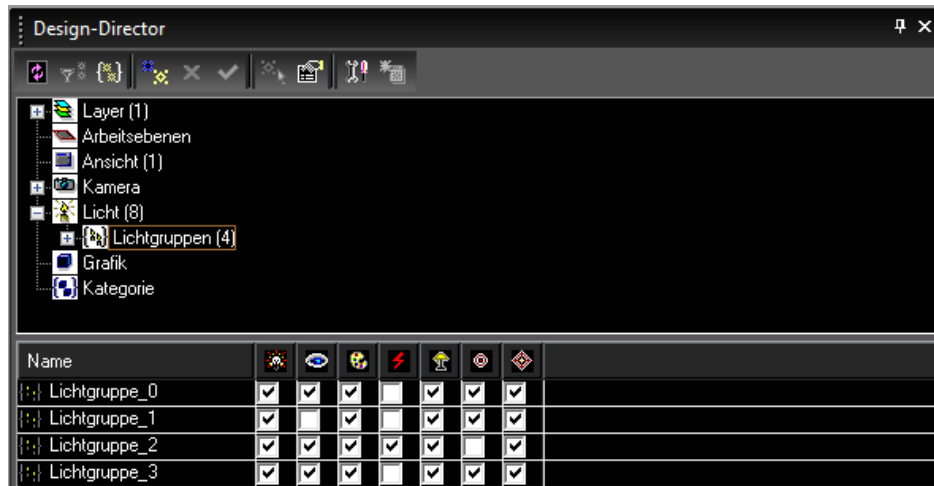 Design-Director
Layer (1)
Arbeitsebenen
Ansicht (1)
Kamera
Licht (8)
Lichtgruppen (4)
Grafik
Kategorie
Name
Lichtgruppe_0
Lichtgruppe_1
Lichtgruppe_2
Lichtgruppe_3